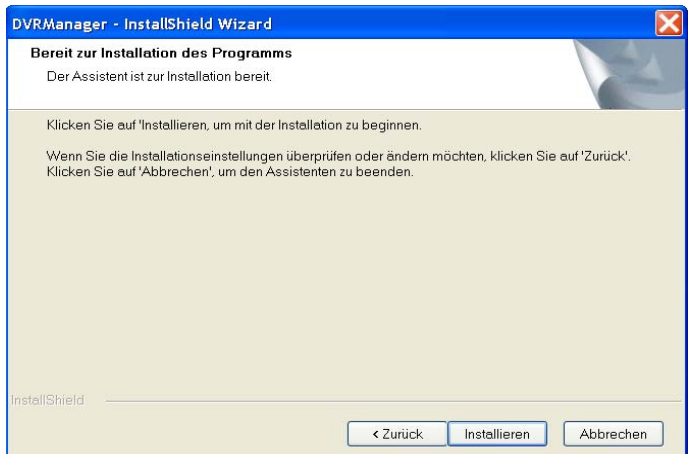 DVRManager - InstallShield Wizard
Bereit zur Installation des Programms
Der Assistent ist zur Installation bereit.
Klicken Sie auf 'Installieren, um mit der Installation zu beginnen.
Wenn Sie die Installationseinstellungen überprüfen oder ändern möchten, klicken Sie auf 'Zurück'.
Klicken Sie auf 'Abbrechen', um den Assistenten zu beenden.
InstallShield
< Zurück
Installieren
Abbrechen